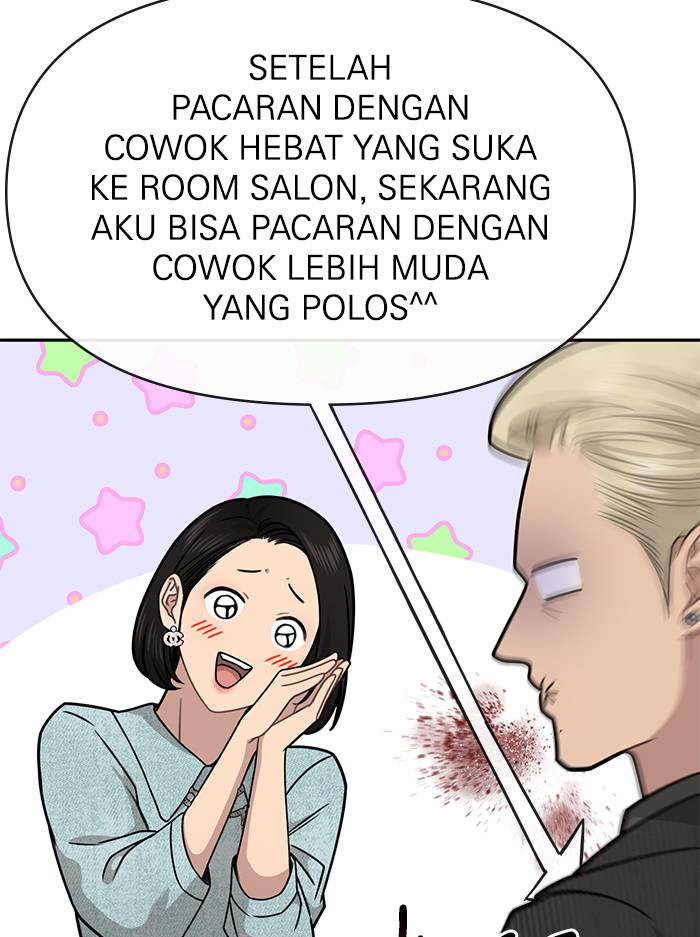 SETELAH
PACARAN DENGAN
COWOK HEBAT YANG SUKA
KE ROOM SALON, SEKARANG
AKU BISA PACARAN DENGAN
COWOK LEBIH MUDA
YANG POLOS^^